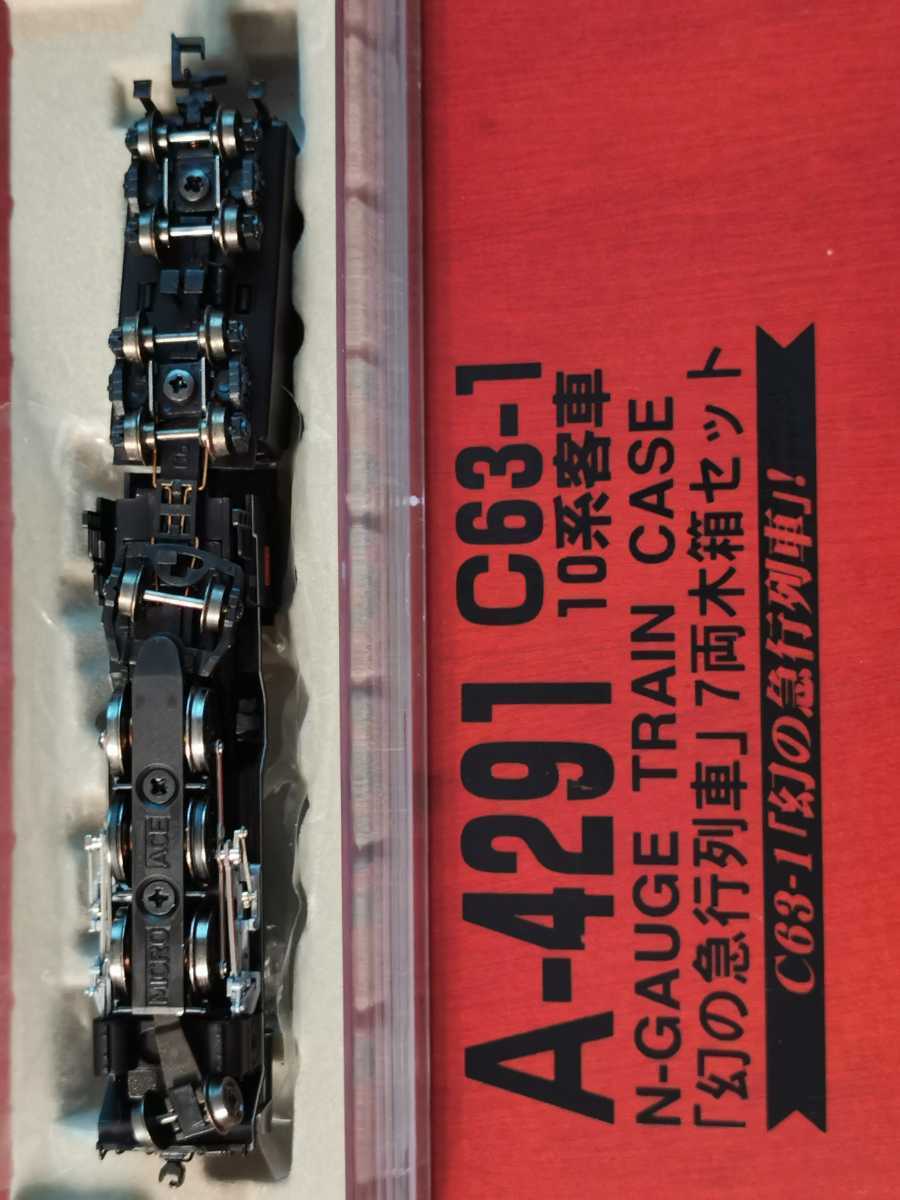 A-4291 C63-1
10系客車
N-GAUGE TRAIN CASE
「幻の急行列車」7両木箱セット
C63-1「幻の急行列車」!
MICRO ACE